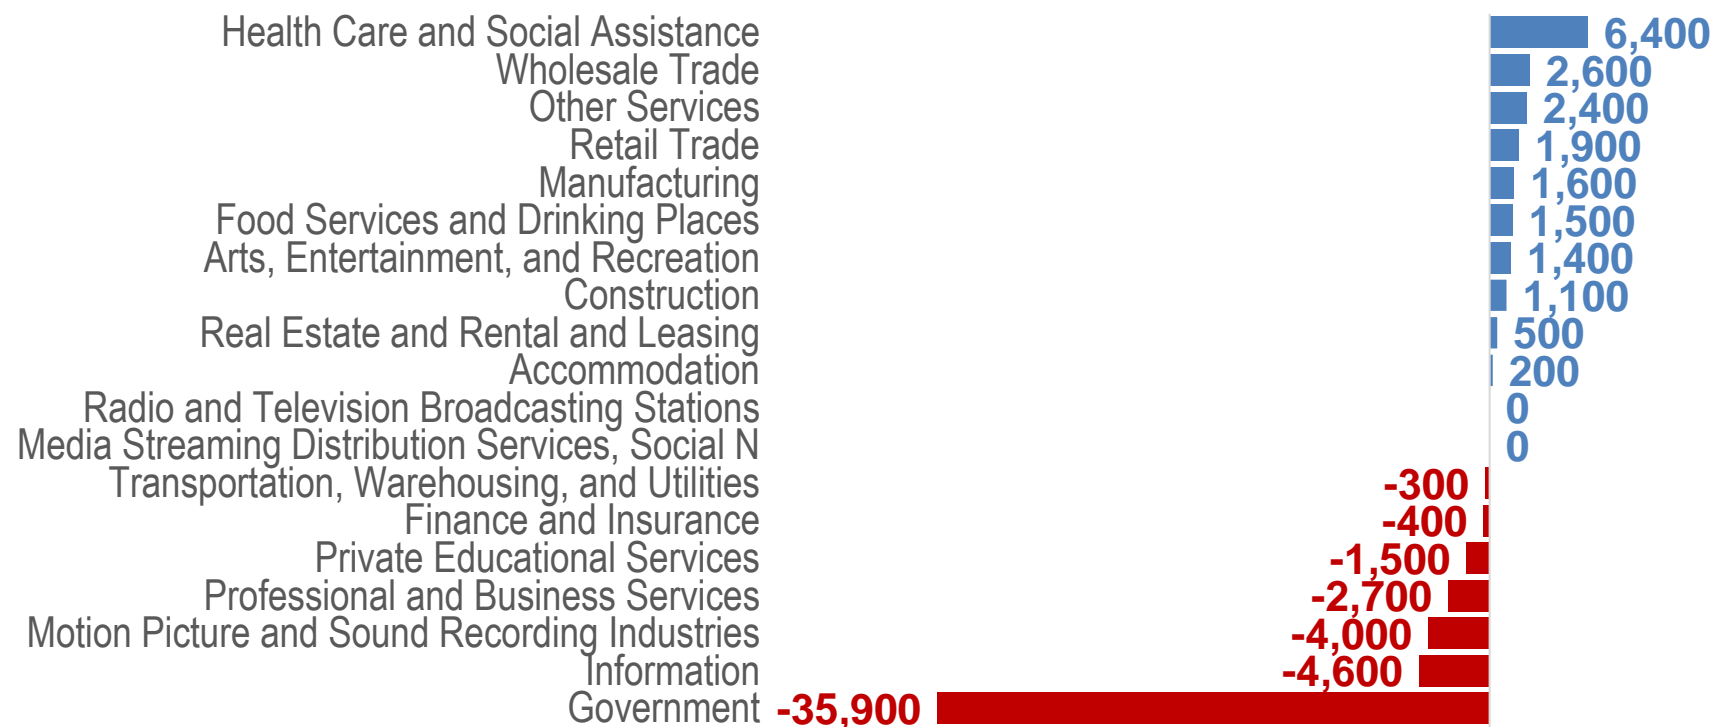 Health Care and Social Assistance 6,400
Wholesale Trade 2,600
Other Services 2,400
Retail Trade 1,900
Manufacturing 1,600
Food Services and Drinking Places 1,500
Arts, Entertainment, and Recreation 1,400
Construction 1,100
Real Estate and Rental and Leasing 500
Accommodation 200
Radio and Television Broadcasting Stations 0
Media Streaming Distribution Services, Social N 0
Transportation, Warehousing, and Utilities -300
Finance and Insurance -400
Private Educational Services -1,500
Professional and Business Services -2,700
Motion Picture and Sound Recording Industries -4,000
Information -4,600
Government -35,900